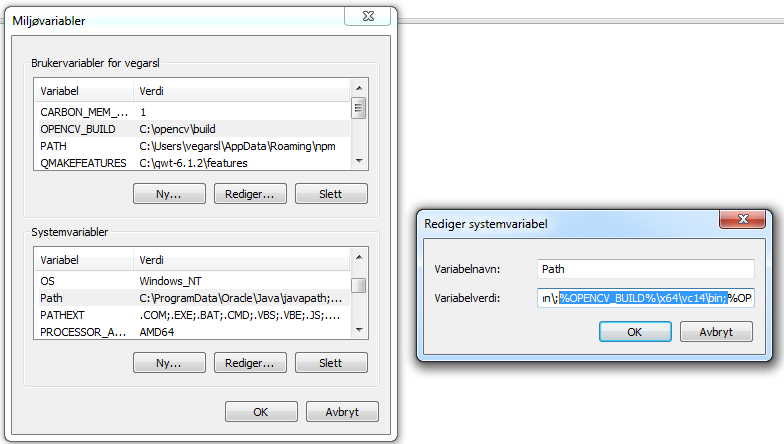 Miljøvariabler
Brukervariabler for vegarsl
Variabel Verdi
CARBON_MEM_... 1
OPENCV_BUILD C:\opencv\build
PATH C:\Users\vegarsl\AppData\Roaming\npm
QMAKEFEATURES C:\qwt-6.1.2\features
Ny... Rediger... Slett
Systemvariabler
Variabel Verdi
OS Windows_NT
Path C:\ProgramData\Oracle\Java\javapath;...
PATHEXT .COM;.EXE;.BAT;.CMD;.VBS;.VBE;.JS;....
PROCESSOR_A... AMD64
Ny... Rediger... Slett
OK Avbryt
Rediger systemvariabel
Variabelnavn: Path
Variabelverdi: in\;%OPENCV_BUILD%\x64\vc14\bin;%OP
OK Avbryt